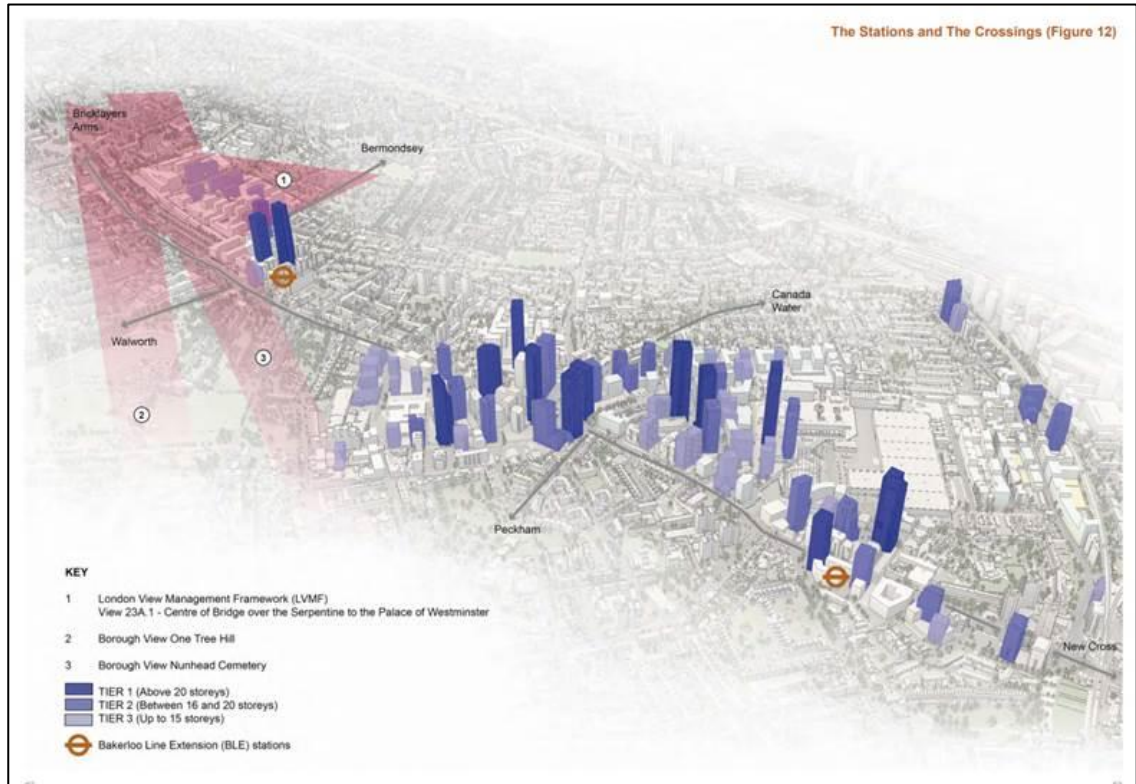 The Stations and The Crossings (Figure 12)
Bricklayers
Arms
Bermondsey
1
Canada
Water
Walworth
3
2
Peckham
New Cross
KEY
1 London View Management Framework (LVMF)
View 23A.1 - Centre of Bridge over the Serpentine to the Palace of Westminster
2 Borough View One Tree Hill
3 Borough View Nunhead Cemetery
TIER 1 (Above 20 storeys)
TIER 2 (Between 16 and 20 storeys)
TIER 3 (Up to 15 storeys)
Bakerloo Line Extension (BLE) stations